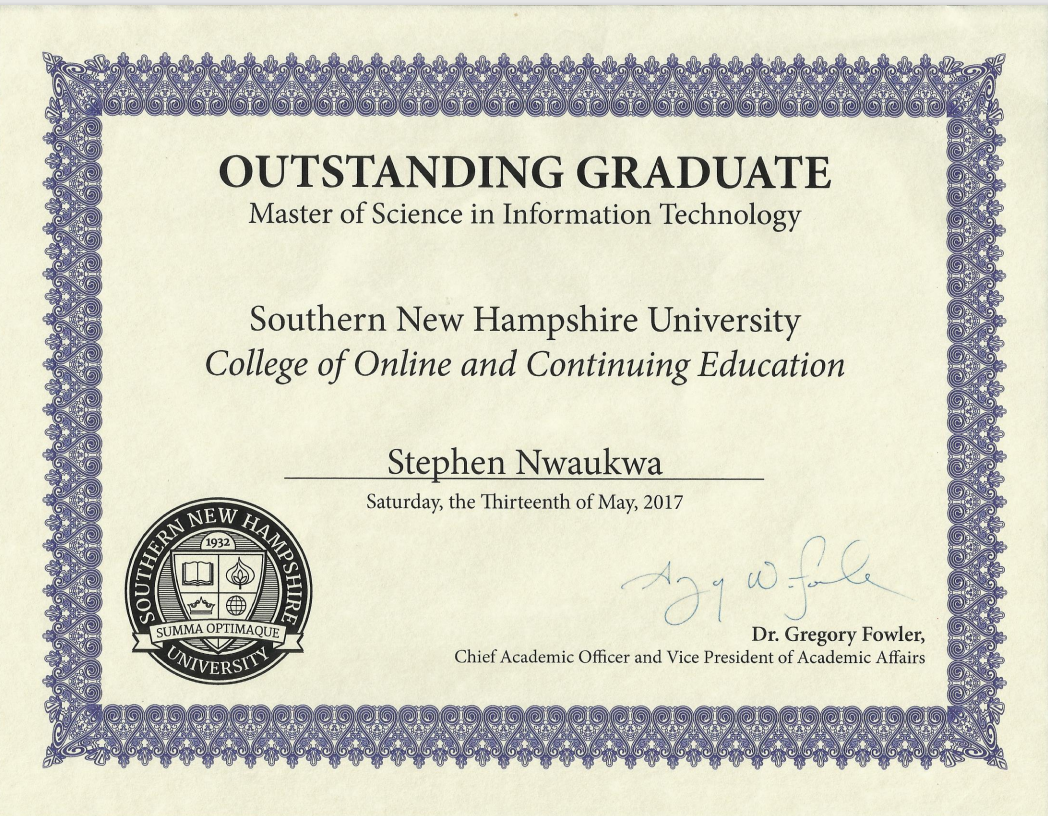 OUTSTANDING GRADUATE
Master of Science in Information Technology
Southern New Hampshire University
College of Online and Continuing Education
Stephen Nwaukwa
Saturday, the Thirteenth of May, 2017
SOUTHERN NEW HAMPSHIRE
1932
SUMMA OPTIMAQUE
UNIVERSITY
Dr. Gregory Fowler,
Chief Academic Officer and Vice President of Academic Affairs